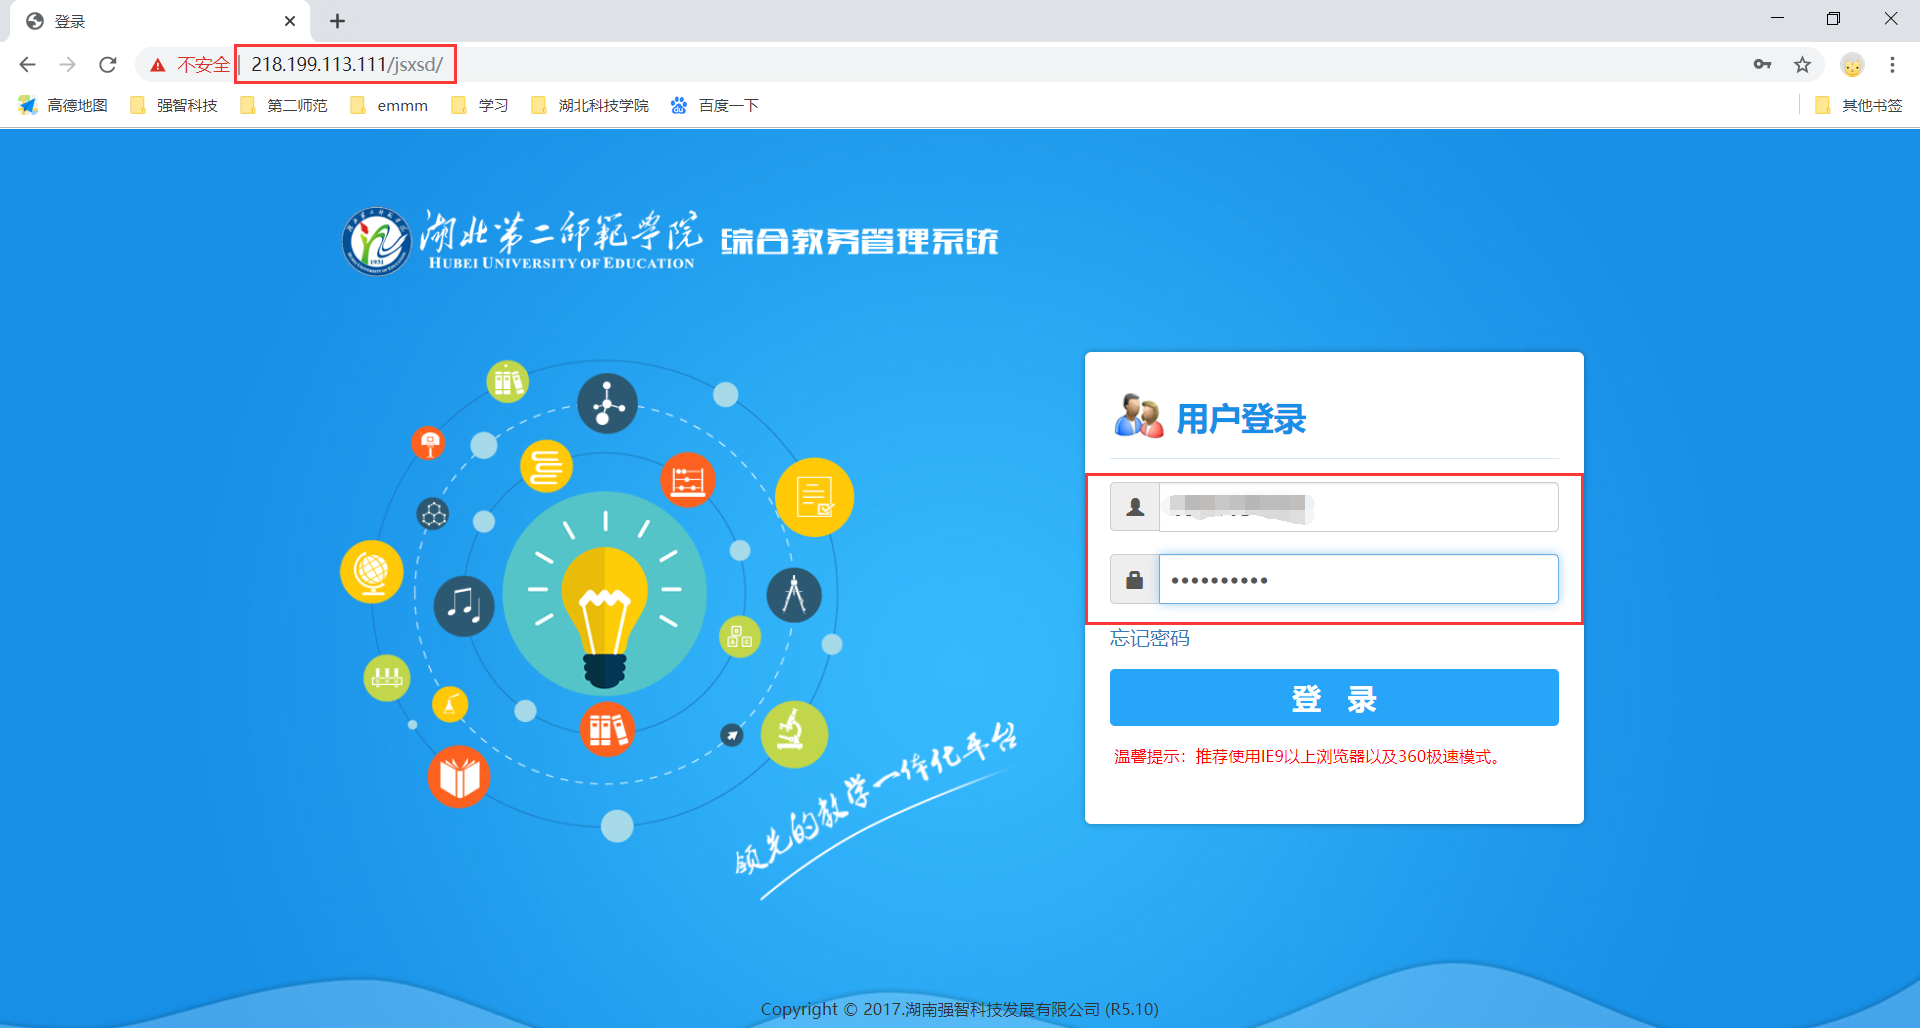 登录
不安全 218.199.113.111/jsxsd/
高德地图 强智科技 第二师范 emmm 学习 湖北科技学院 百度一下 其他书签
湖北第二师范学院 综合教务管理系统
HUBEI UNIVERSITY OF EDUCATION
1931
用户登录
忘记密码
登 录
温馨提示：推荐使用IE9以上浏览器以及360极速模式。
领先的教学一体化平台
Copyright © 2017.湖南强智科技发展有限公司 (R5.10)